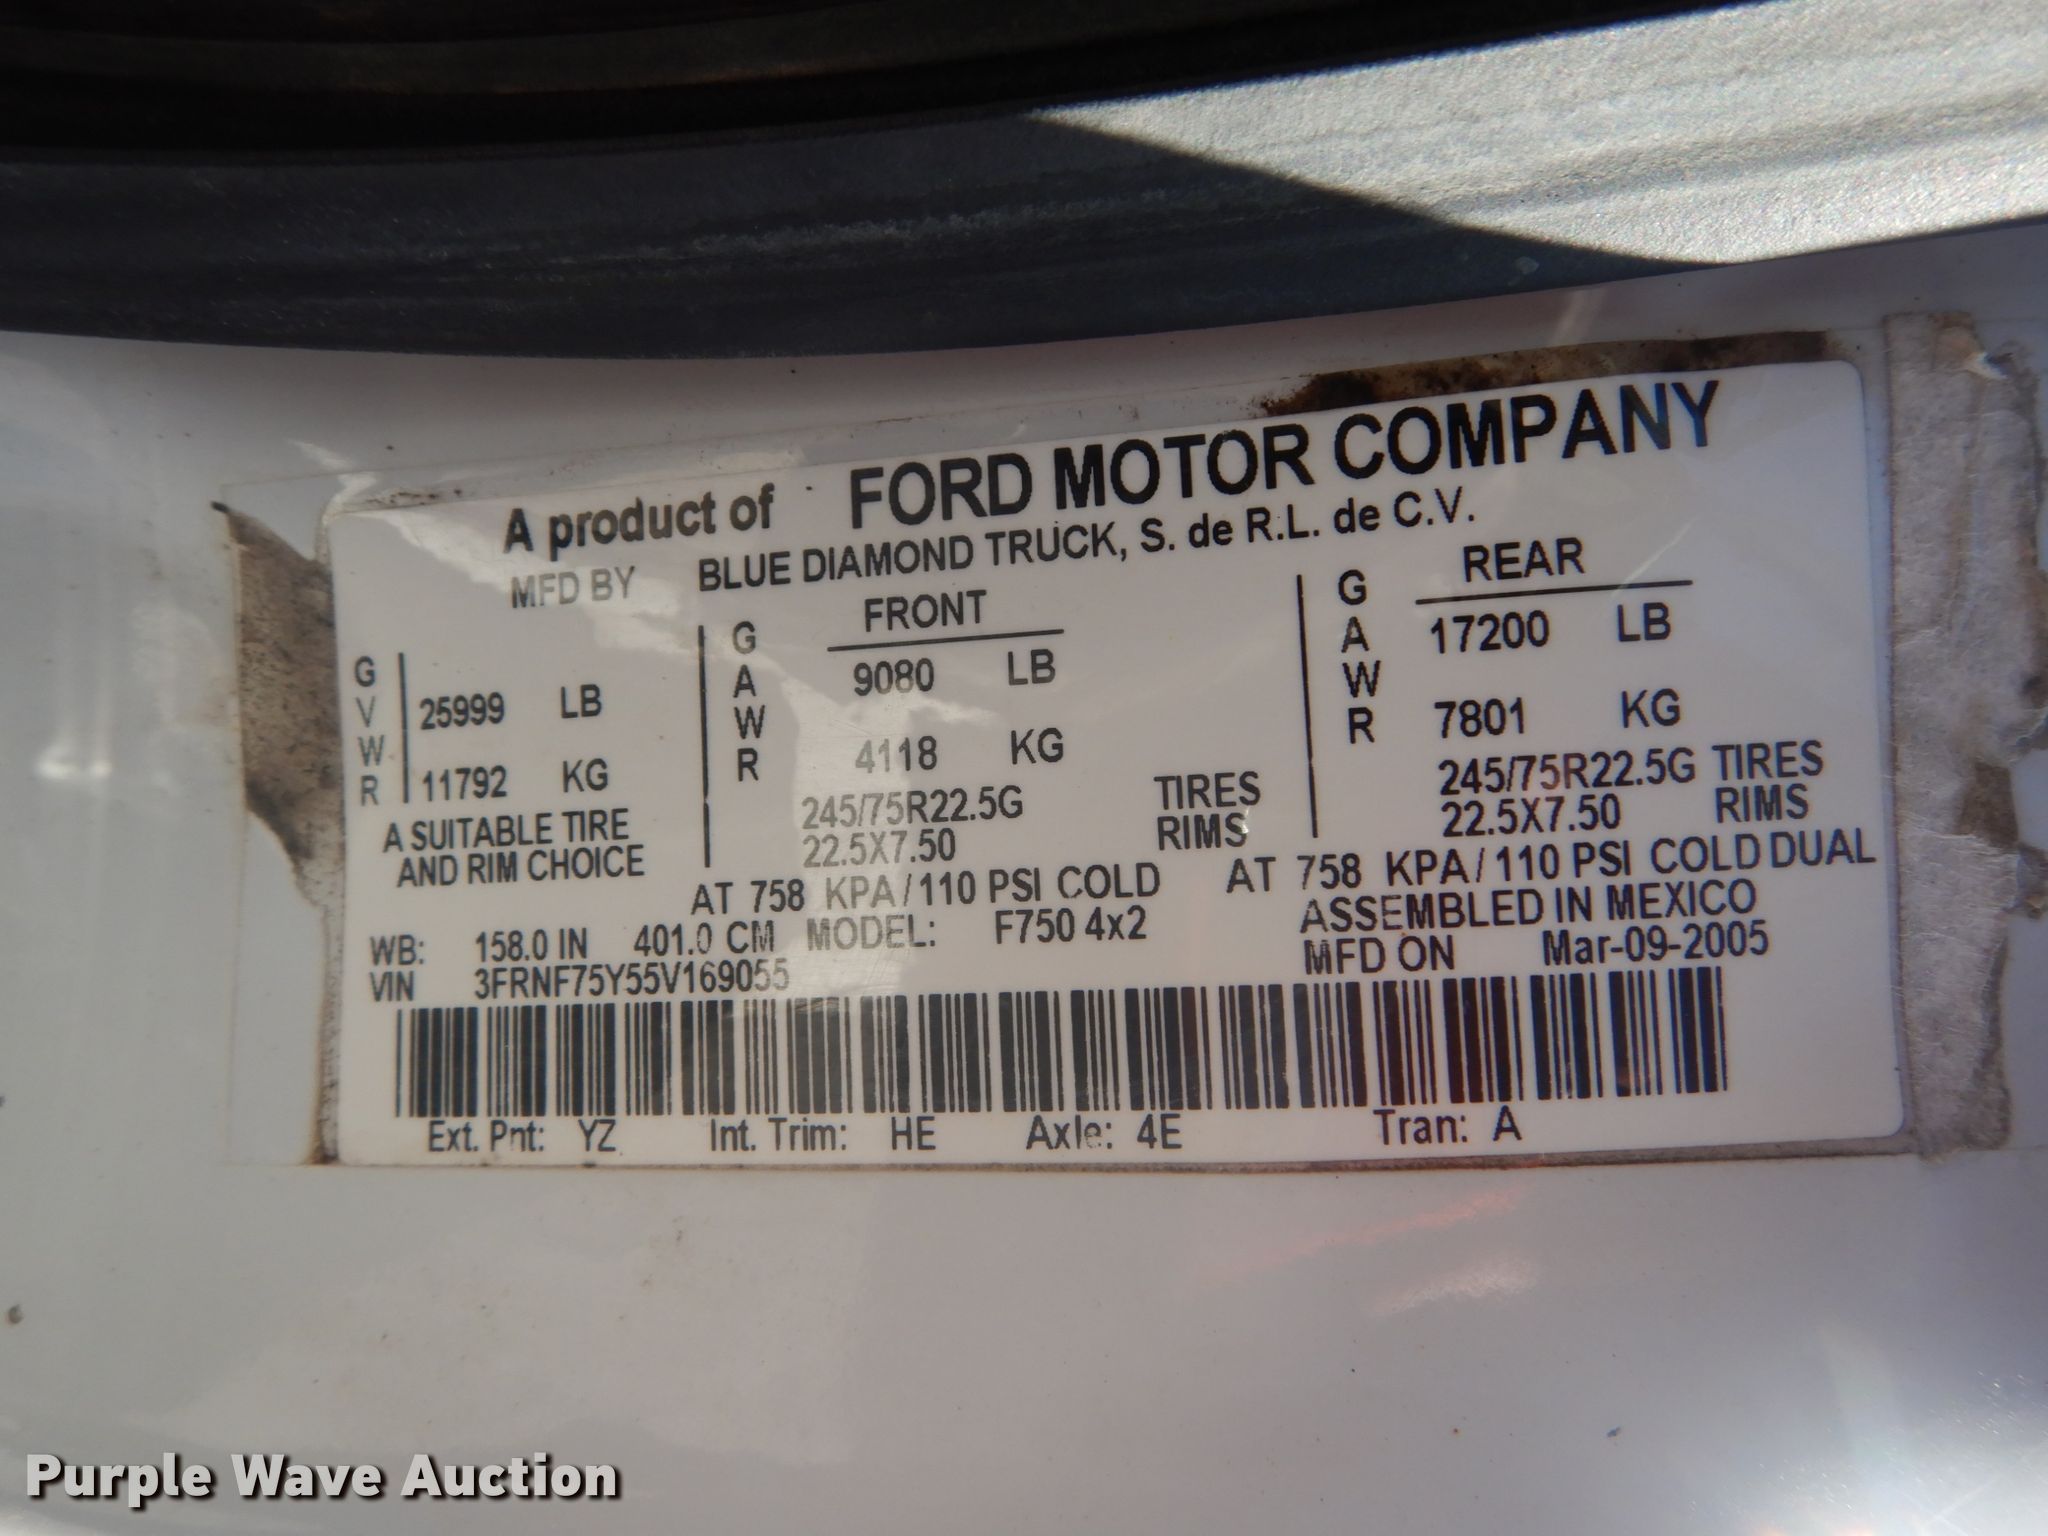 A product of FORD MOTOR COMPANY
MFD BY BLUE DIAMOND TRUCK, S. de R.L. de C.V.
GVWR
25999 LB
11792 KG
A SUITABLE TIRE
AND RIM CHOICE
GAWR
FRONT
9080 LB
4118 KG
245/75R22.5G TIRES
22.5X7.50 RIMS
AT 758 KPA/110 PSI COLD
GAWR
REAR
17200 LB
7801 KG
245/75R22.5G TIRES
22.5X7.50 RIMS
AT 758 KPA/110 PSI COLD DUAL
WB: 158.0 IN 401.0 CM MODEL: F750 4x2
ASSEMBLED IN MEXICO
VIN 3FRNF75Y55V169055
MFD ON Mar-09-2005
Ext. Pnt: YZ Int. Trim: HE Axle: 4E Tran: A
Purple Wave Auction